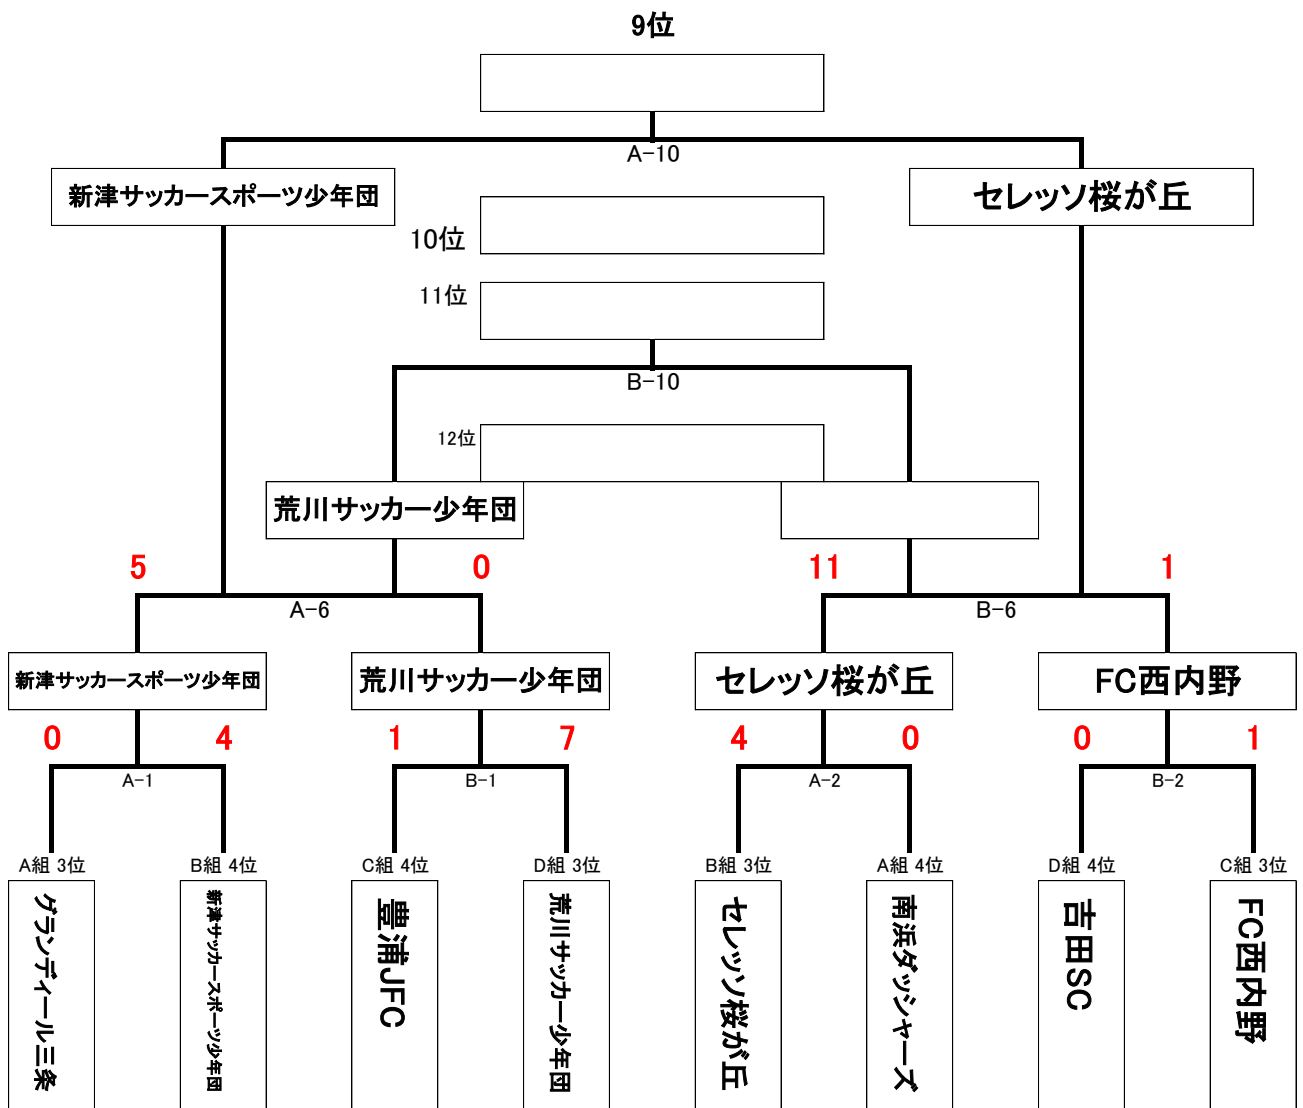 9位
A-10
新津サッカースポーツ少年団
セレッソ桜が丘
10位
11位
B-10
12位
荒川サッカー少年団
5
0
11
1
A-6
B-6
新津サッカースポーツ少年団
荒川サッカー少年団
セレッソ桜が丘
FC西内野
0
4
1
7
4
0
0
1
A-1
B-1
A-2
B-2
A組 3位
B組 4位
C組 4位
D組 3位
B組 3位
A組 4位
D組 4位
C組 3位
グランディール三条
新津サッカースポーツ少年団
豊浦JFC
荒川サッカー少年団
セレッソ桜が丘
南浜ダッシャーズ
吉田SC
FC西内野